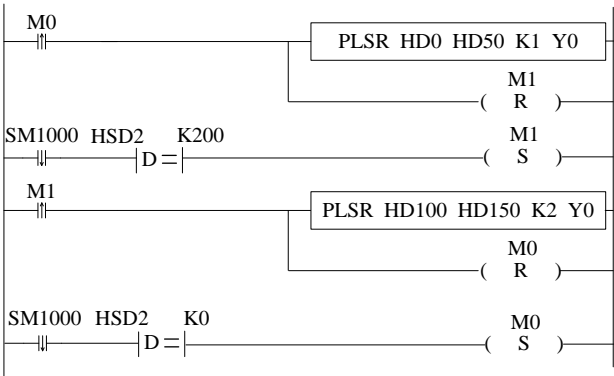 M0
PLSR HD0 HD50 K1 Y0
M1
( R )
SM1000 HSD2 K200 M1
D = ( S )
M1
PLSR HD100 HD150 K2 Y0
M0
( R )
SM1000 HSD2 K0 M0
D = ( S )